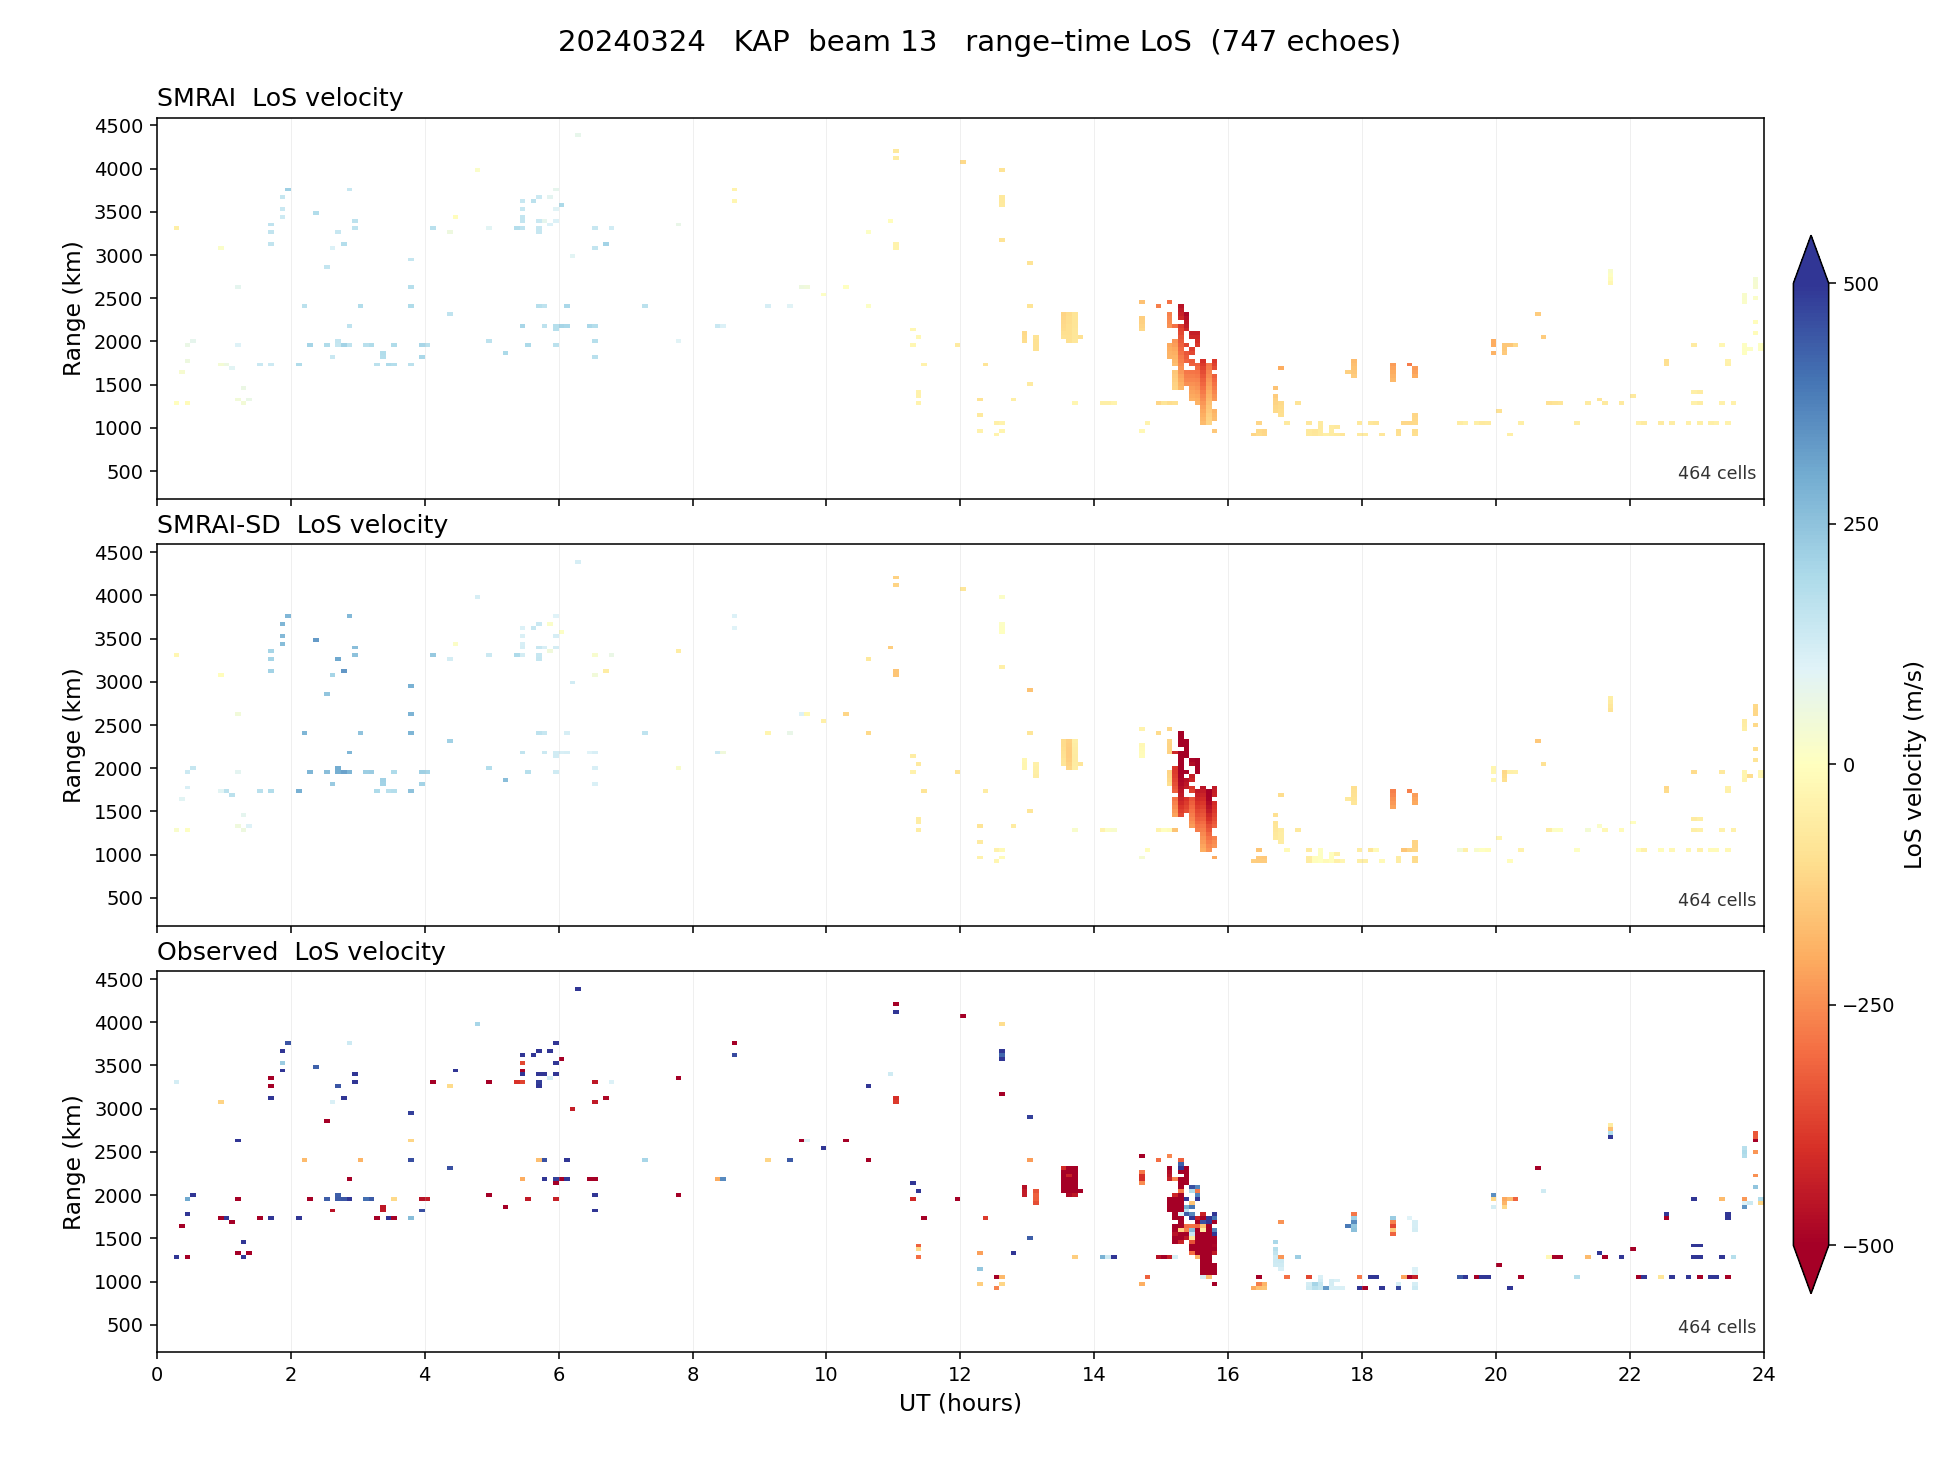 20240324   KAP  beam 13   range–time LoS  (747 echoes)
SMRAI  LoS velocity
4500
4000
3500
3000
2500
2000
1500
1000
500
Range (km)
464 cells
SMRAI-SD  LoS velocity
4500
4000
3500
3000
2500
2000
1500
1000
500
Range (km)
464 cells
Observed  LoS velocity
4500
4000
3500
3000
2500
2000
1500
1000
500
Range (km)
464 cells
0 2 4 6 8 10 12 14 16 18 20 22 24
UT (hours)
500
250
0
−250
−500
LoS velocity (m/s)